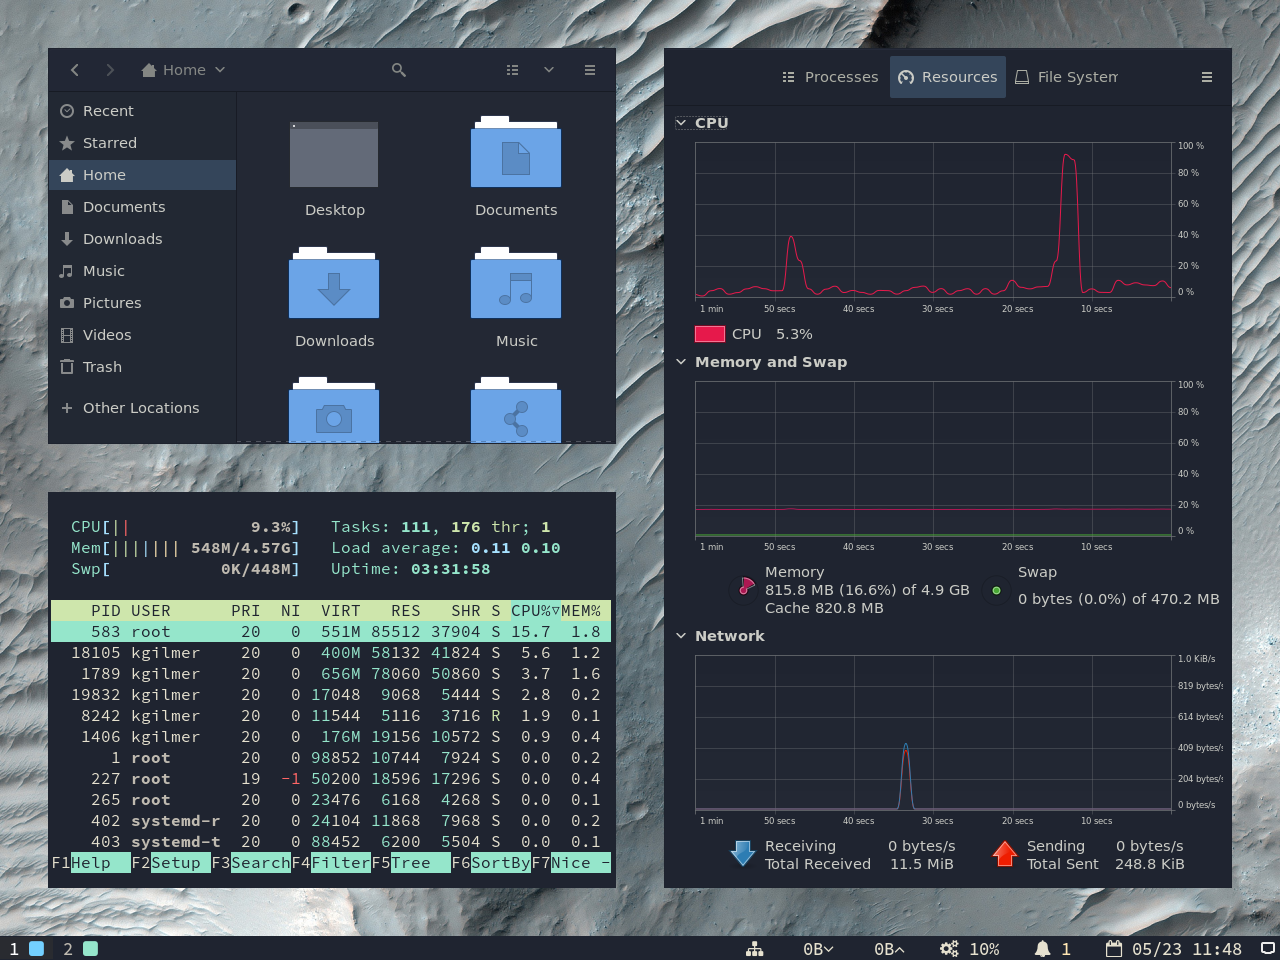 Home
Recent
Starred
Home
Documents
Downloads
Music
Pictures
Videos
Trash
Other Locations
Desktop
Documents
Downloads
Music
CPU[|| 9.3%] Tasks: 111, 176 thr; 1
Mem[||||||| 548M/4.57G] Load average: 0.11 0.10
Swp[ 0K/448M] Uptime: 03:31:58
PID USER PRI NI VIRT RES SHR S CPU%▽MEM%
583 root 20 0 551M 85512 37904 S 15.7 1.8
18105 kgilmer 20 0 400M 58132 41824 S 5.6 1.2
1789 kgilmer 20 0 656M 78060 50860 S 3.7 1.6
19832 kgilmer 20 0 17048 9068 5444 S 2.8 0.2
8242 kgilmer 20 0 11544 5116 3716 R 1.9 0.1
1406 kgilmer 20 0 176M 19156 10572 S 0.9 0.4
1 root 20 0 98852 10744 7924 S 0.0 0.2
227 root 19 -1 50200 18596 17296 S 0.0 0.4
265 root 20 0 23476 6168 4268 S 0.0 0.1
402 systemd-r 20 0 24104 11868 7968 S 0.0 0.2
403 systemd-t 20 0 88452 6200 5504 S 0.0 0.1
F1Help F2Setup F3SearchF4FilterF5Tree F6SortByF7Nice -
Processes Resources File System
CPU
100 %
80 %
60 %
40 %
20 %
0 %
1 min 50 secs 40 secs 30 secs 20 secs 10 secs
CPU 5.3%
Memory and Swap
100 %
80 %
60 %
40 %
20 %
0 %
1 min 50 secs 40 secs 30 secs 20 secs 10 secs
Memory
815.8 MB (16.6%) of 4.9 GB
Cache 820.8 MB
Swap
0 bytes (0.0%) of 470.2 MB
Network
1.0 KiB/s
819 bytes/s
614 bytes/s
409 bytes/s
204 bytes/s
0 bytes/s
1 min 50 secs 40 secs 30 secs 20 secs 10 secs
Receiving 0 bytes/s
Total Received 11.5 MiB
Sending 0 bytes/s
Total Sent 248.8 KiB
1 2 0B 0B 10% 1 05/23 11:48